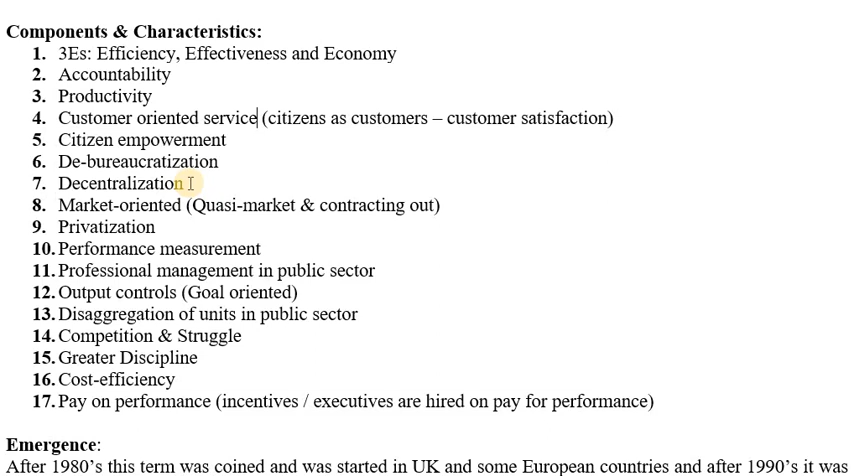 Components & Characteristics:
1. 3Es: Efficiency, Effectiveness and Economy
2. Accountability
3. Productivity
4. Customer oriented service (citizens as customers – customer satisfaction)
5. Citizen empowerment
6. De-bureaucratization
7. Decentralization
8. Market-oriented (Quasi-market & contracting out)
9. Privatization
10. Performance measurement
11. Professional management in public sector
12. Output controls (Goal oriented)
13. Disaggregation of units in public sector
14. Competition & Struggle
15. Greater Discipline
16. Cost-efficiency
17. Pay on performance (incentives / executives are hired on pay for performance)
Emergence:
After 1980’s this term was coined and was started in UK and some European countries and after 1990’s it was